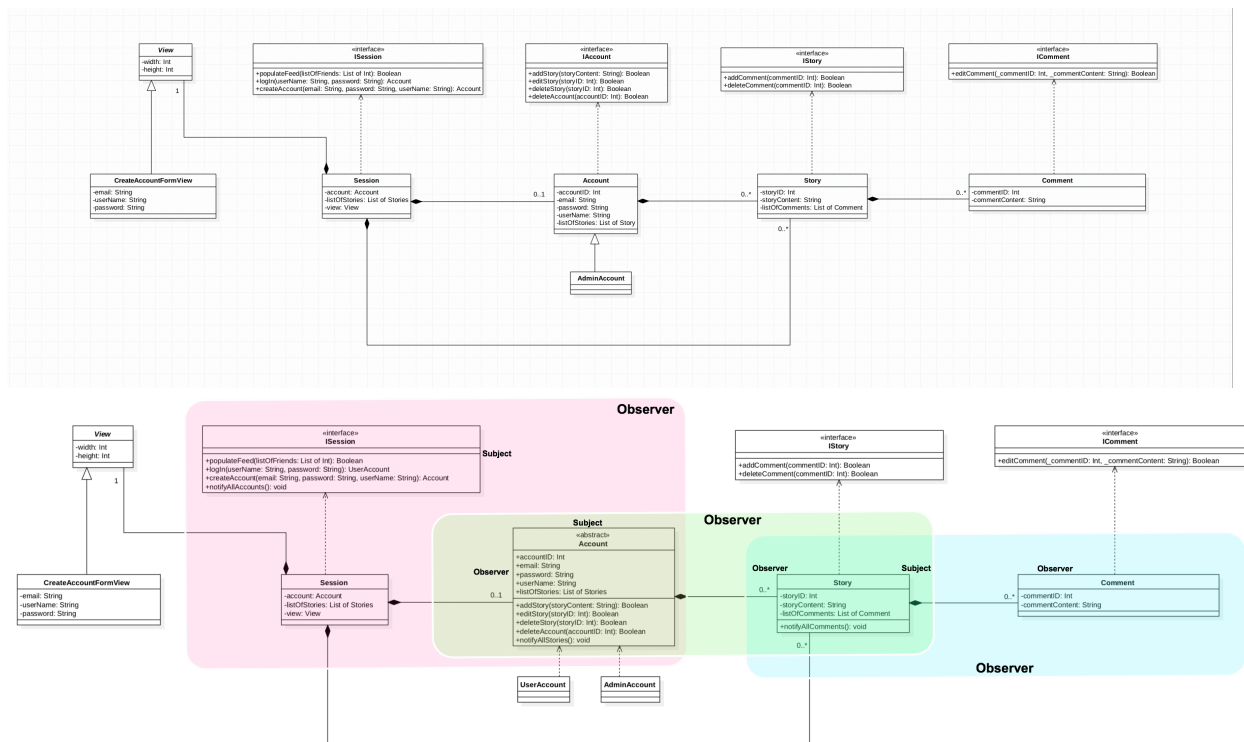 View
-width: Int
-height: Int
1
«interface»
ISession
+populateFeed(listOfFriends: List of Int): Boolean
+logIn(userName: String, password: String): Account
+createAccount(email: String, password: String, userName: String): Account
«interface»
IAccount
+addStory(storyContent: String): Boolean
+editStory(storyID: Int): Boolean
+deleteStory(storyID: Int): Boolean
+deleteAccount(accountID: Int): Boolean
«interface»
IStory
+addComment(commentID: Int): Boolean
+deleteComment(commentID: Int): Boolean
«interface»
IComment
+editComment(_commentID: Int, _commentContent: String): Boolean
CreateAccountFormView
-email: String
-userName: String
-password: String
Session
-account: Account
-listOfStories: List of Stories
-view: View
0..1
Account
-accountID: Int
-email: String
-password: String
-userName: String
-listOfStories: List of Story
0..*
Story
-storyID: Int
-storyContent: String
-listOfComments: List of Comment
0..*
0..*
Comment
-commentID: Int
-commentContent: String
AdminAccount
Observer
View
-width: Int
-height: Int
1
«interface»
ISession
+populateFeed(listOfFriends: List of Int): Boolean
+logIn(userName: String, password: String): UserAccount
+createAccount(email: String, password: String, userName: String): Account
+notifyAllAccounts(): void
Subject
«interface»
IStory
+addComment(commentID: Int): Boolean
+deleteComment(commentID: Int): Boolean
«interface»
IComment
+editComment(_commentID: Int, _commentContent: String): Boolean
CreateAccountFormView
-email: String
-userName: String
-password: String
Session
-account: Account
-listOfStories: List of Stories
-view: View
Observer
0..1
Subject
«abstract»
Account
+accountID: Int
+email: String
+password: String
+userName: String
+listOfStories: List of Stories
+addStory(storyContent: String): Boolean
+editStory(storyID: Int): Boolean
+deleteStory(storyID: Int): Boolean
+deleteAccount(accountID: Int): Boolean
+notifyAllStories(): void
Observer
Observer
0..*
Subject
Story
-storyID: Int
-storyContent: String
-listOfComments: List of Comment
+notifyAllComments(): void
0..*
0..*
Observer
Comment
-commentID: Int
-commentContent: String
Observer
UserAccount
AdminAccount